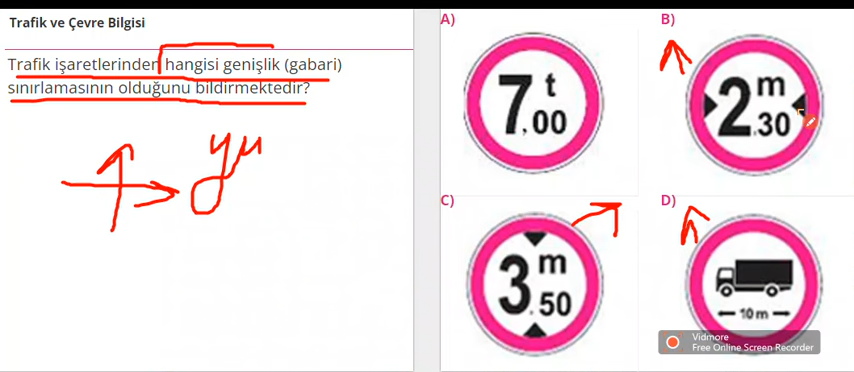 Trafik ve Çevre Bilgisi
Trafik işaretlerinden hangisi genişlik (gabari)
sınırlamasının olduğunu bildirmektedir?
yu
A)
7,00 t
B)
2.30 m
C)
3.50 m
D)
10 m
Vidmore
Free Online Screen Recorder